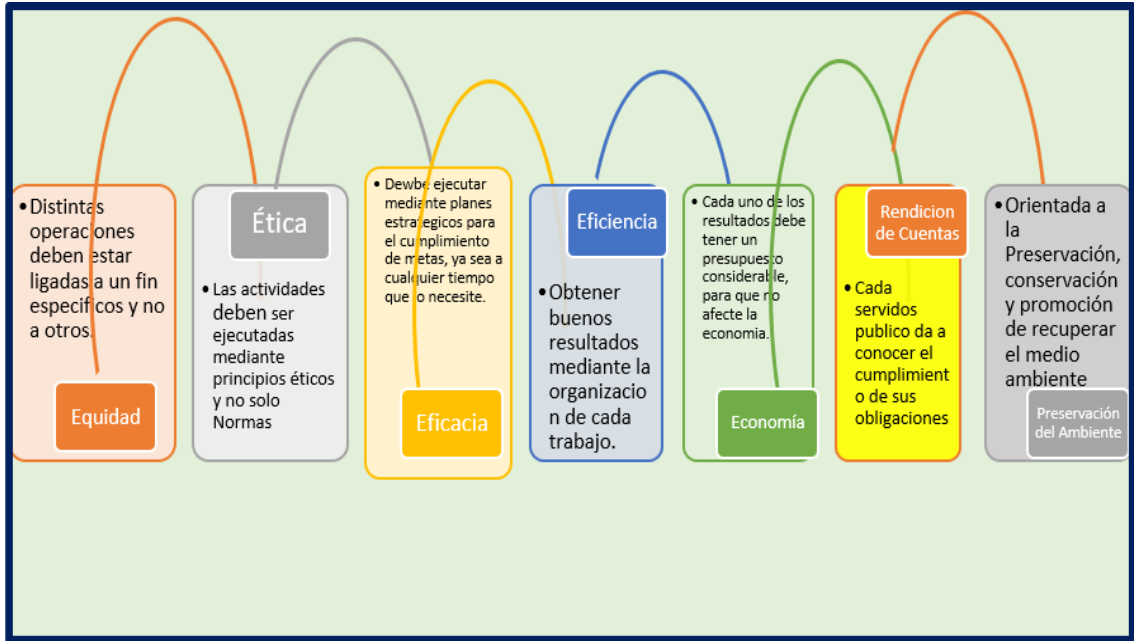 • Distintas
operaciones
deben estar
ligadas a un fin
especificos y no
a otros.
Equidad
Ética
• Las actividades
deben ser
ejecutadas
mediante
principios éticos
y no solo
Normas
• Dewbe ejecutar
mediante planes
estrategicos para
el cumplimiento
de metas, ya sea a
cualquier tiempo
que lo necesite.
Eficacia
Eficiencia
• Obtener
buenos
resultados
mediante la
organizacio
n de cada
trabajo.
• Cada uno de los
resultados debe
tener un
presupuesto
considerable,
para que no
afecte la
economia.
Economía
Rendicion
de Cuentas
• Cada
servidos
publico da a
conocer el
cumplimient
o de sus
obligaciones
• Orientada a
la
Preservación,
conservación
y promoción
de recuperar
el medio
ambiente
Preservación
del Ambiente